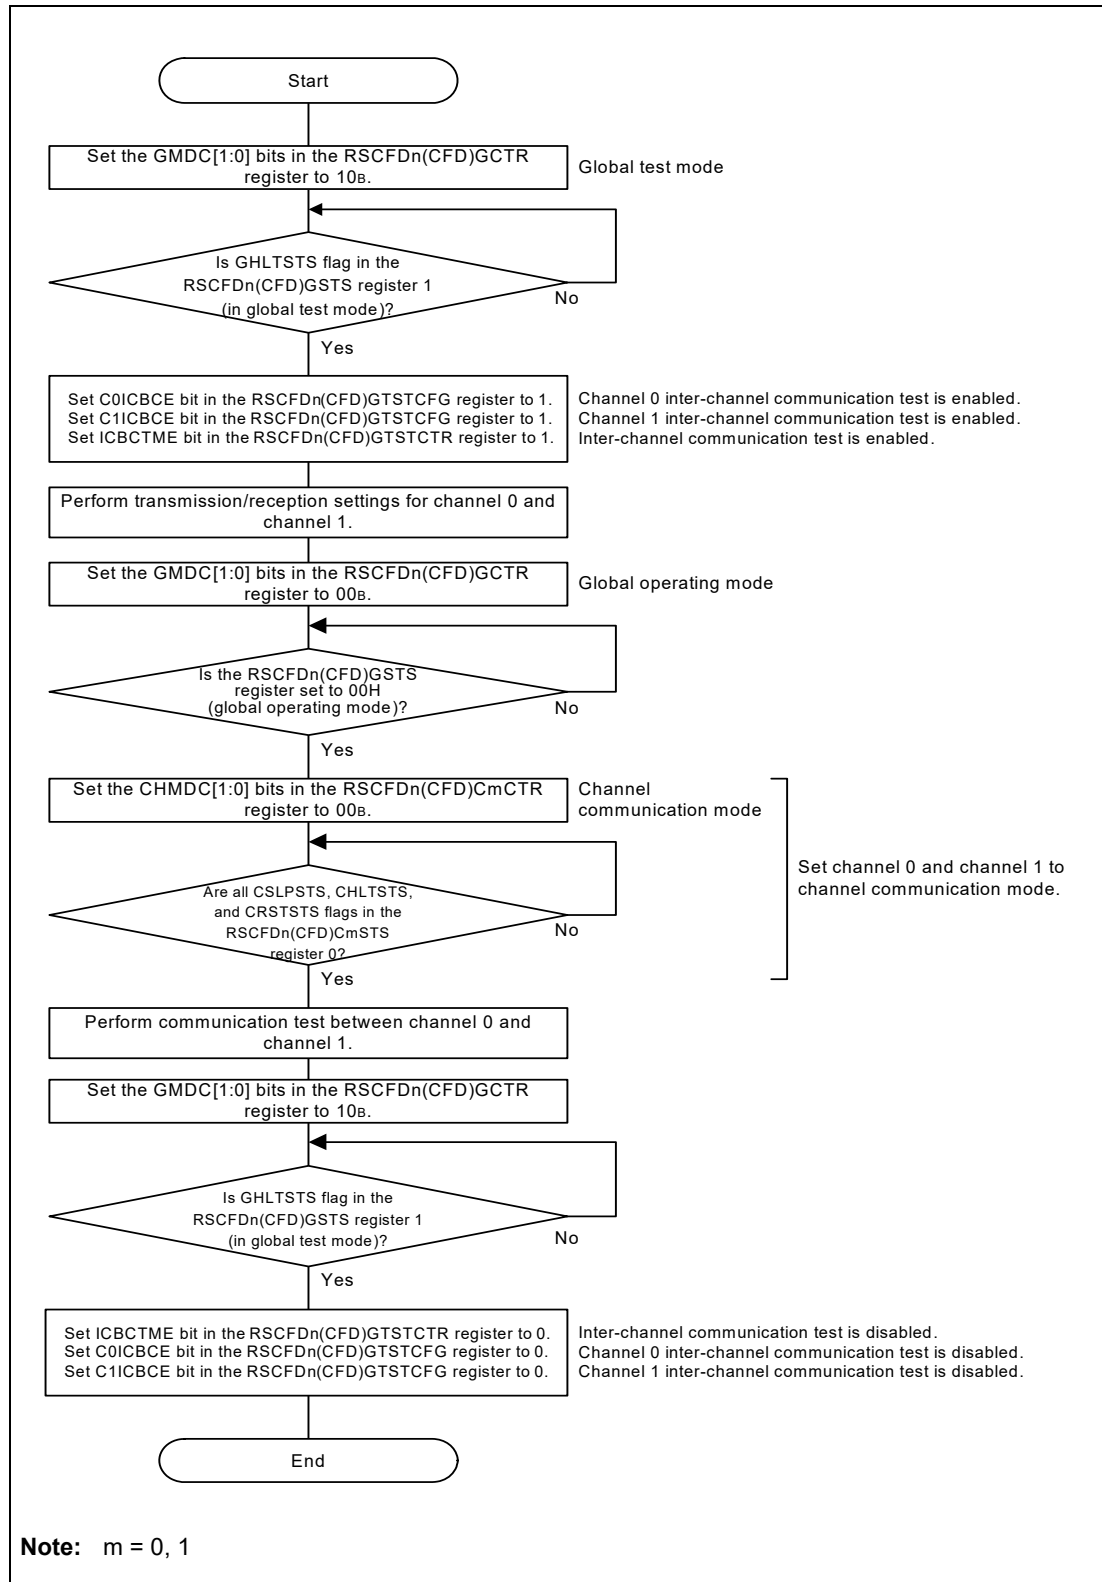 Start
Set the GMDC[1:0] bits in the RSCFDn(CFD)GCTR
register to 10B.
Global test mode
Is GHLTSTS flag in the
RSCFDn(CFD)GSTS register 1
(in global test mode)?
No
Yes
Set C0ICBCE bit in the RSCFDn(CFD)GTSTCFG register to 1.
Set C1ICBCE bit in the RSCFDn(CFD)GTSTCFG register to 1.
Set ICBCTME bit in the RSCFDn(CFD)GTSTCTR register to 1.
Channel 0 inter-channel communication test is enabled.
Channel 1 inter-channel communication test is enabled.
Inter-channel communication test is enabled.
Perform transmission/reception settings for channel 0 and
channel 1.
Set the GMDC[1:0] bits in the RSCFDn(CFD)GCTR
register to 00B.
Global operating mode
Is the RSCFDn(CFD)GSTS
register set to 00H
(global operating mode)?
No
Yes
Set the CHMDC[1:0] bits in the RSCFDn(CFD)CmCTR
register to 00B.
Channel
communication mode
Are all CSLPSTS, CHLTSTS,
and CRSTSTS flags in the
RSCFDn(CFD)CmSTS
register 0?
No
Yes
Set channel 0 and channel 1 to
channel communication mode.
Perform communication test between channel 0 and
channel 1.
Set the GMDC[1:0] bits in the RSCFDn(CFD)GCTR
register to 10B.
Is GHLTSTS flag in the
RSCFDn(CFD)GSTS register 1
(in global test mode)?
No
Yes
Set ICBCTME bit in the RSCFDn(CFD)GTSTCTR register to 0.
Set C0ICBCE bit in the RSCFDn(CFD)GTSTCFG register to 0.
Set C1ICBCE bit in the RSCFDn(CFD)GTSTCFG register to 0.
Inter-channel communication test is disabled.
Channel 0 inter-channel communication test is disabled.
Channel 1 inter-channel communication test is disabled.
End
Note: m = 0, 1